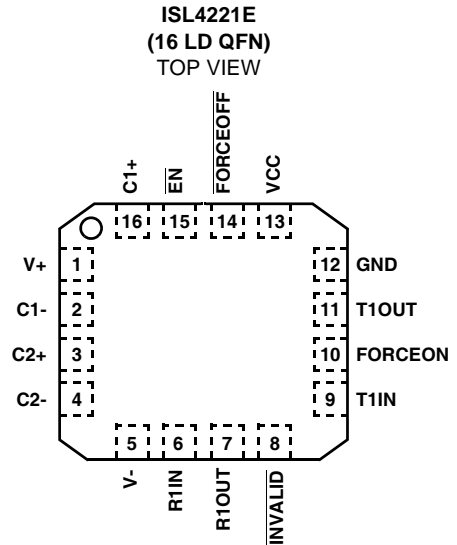 ISL4221E
(16 LD QFN)
TOP VIEW
C1+
EN
FORCEOFF
VCC
16
15
14
13
V+ 1
12 GND
C1- 2
11 T1OUT
C2+ 3
10 FORCEON
C2- 4
9 T1IN
5
6
7
8
V-
R1IN
R1OUT
INVALID